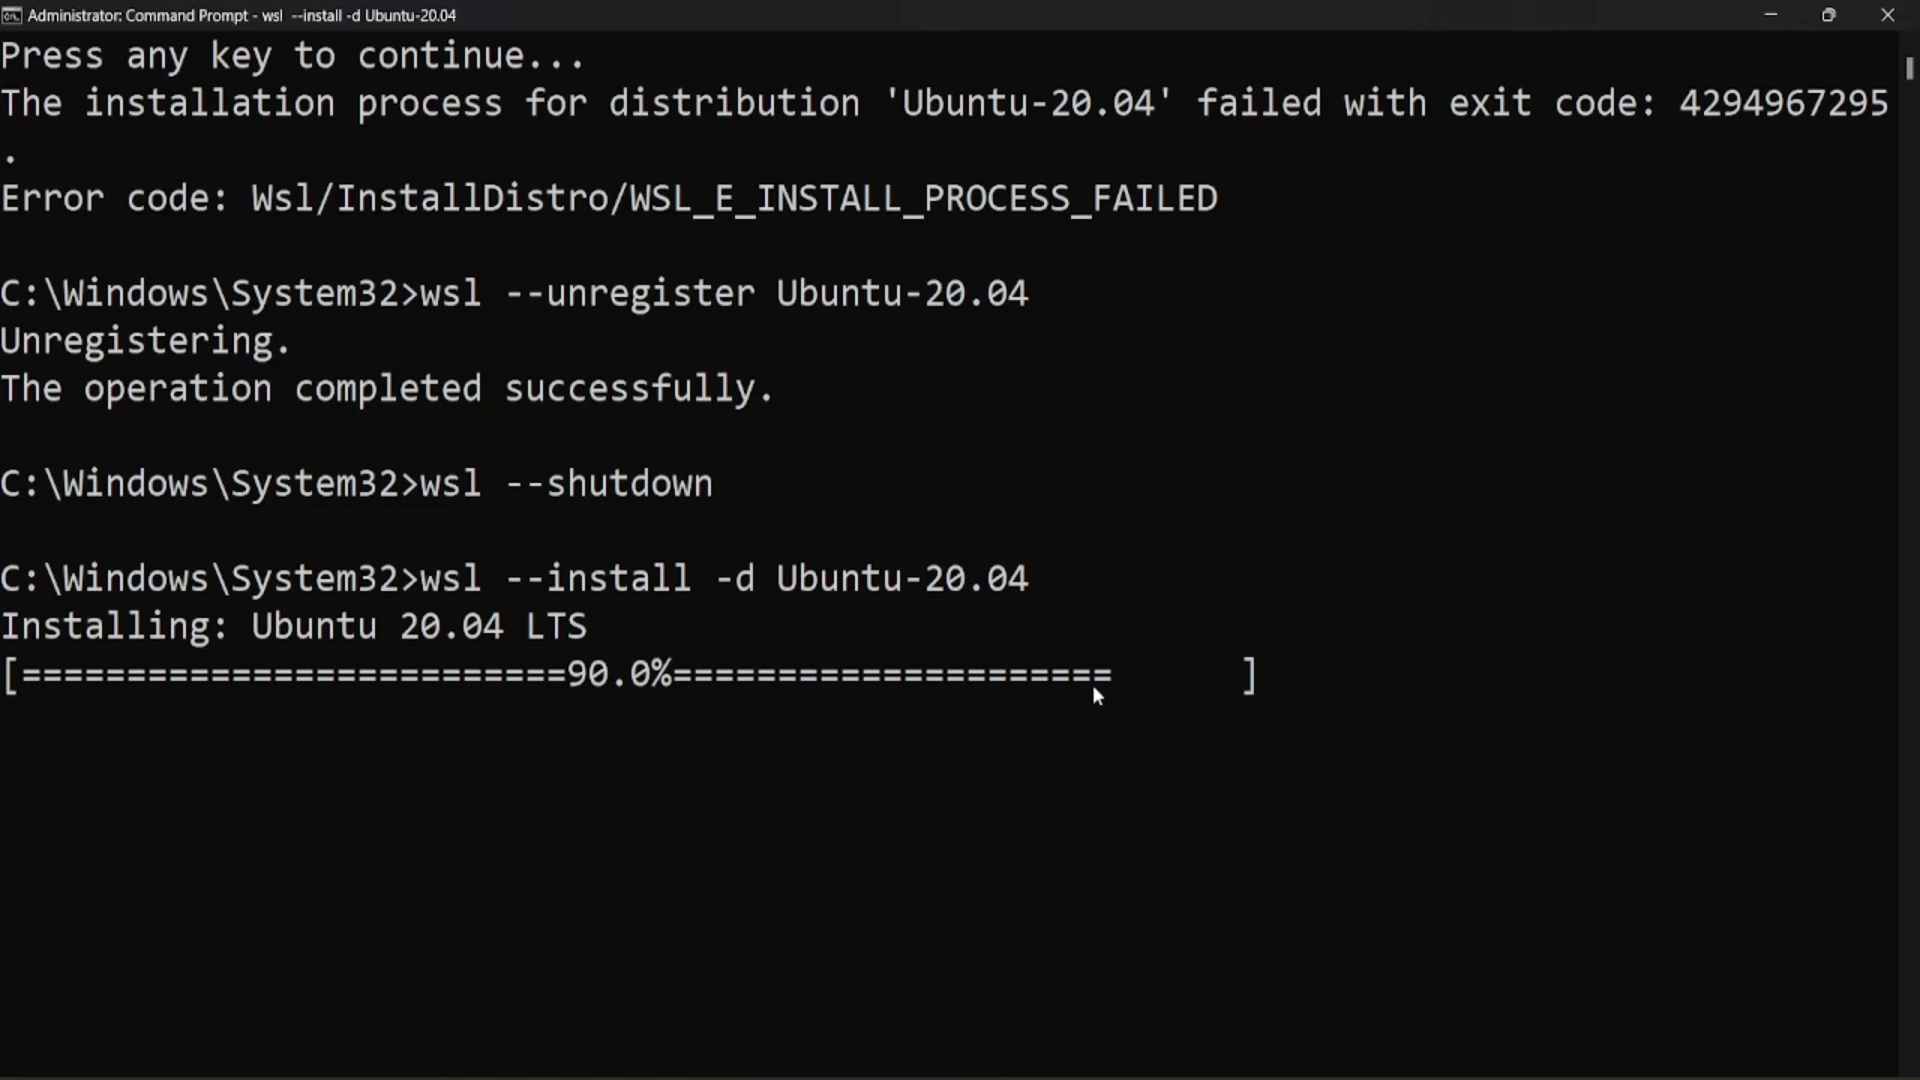 Administrator: Command Prompt - wsl --install -d Ubuntu-20.04
Press any key to continue...
The installation process for distribution 'Ubuntu-20.04' failed with exit code: 4294967295
.
Error code: Wsl/InstallDistro/WSL_E_INSTALL_PROCESS_FAILED
C:\Windows\System32>wsl --unregister Ubuntu-20.04
Unregistering.
The operation completed successfully.
C:\Windows\System32>wsl --shutdown
C:\Windows\System32>wsl --install -d Ubuntu-20.04
Installing: Ubuntu 20.04 LTS
[==========================90.0%=====================      ]